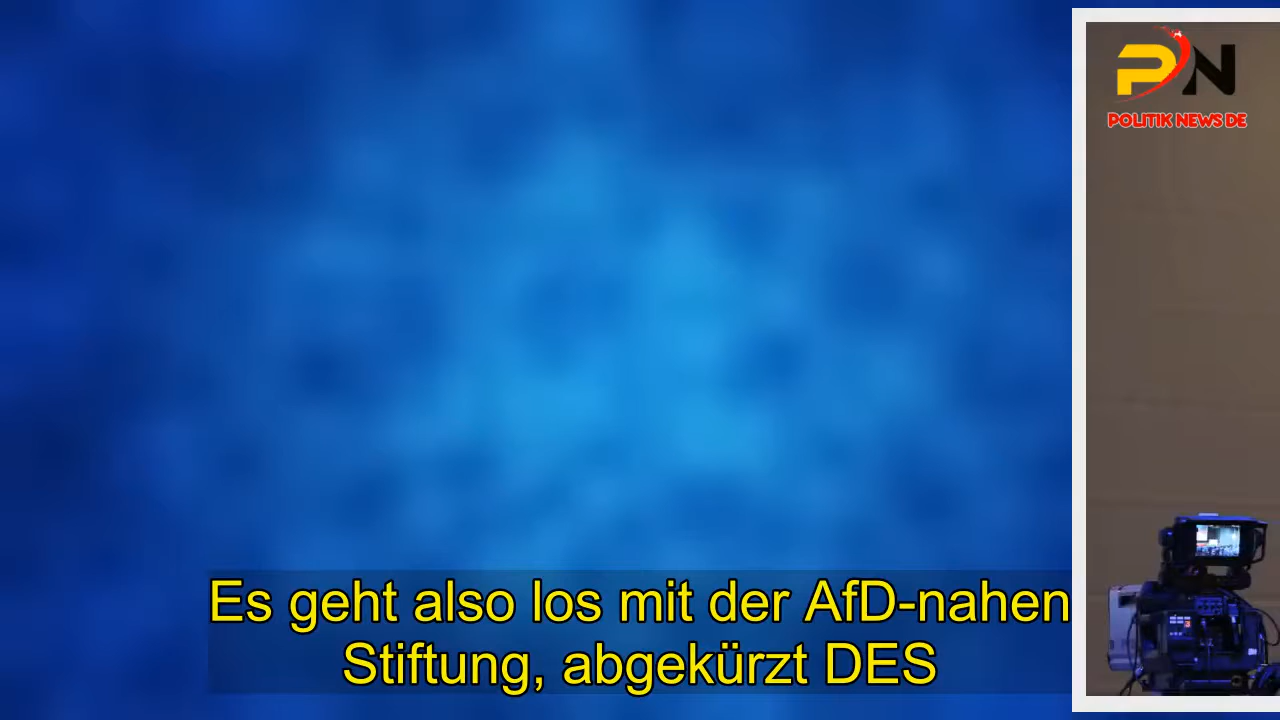 PN
POLITIK NEWS DE
Es geht also los mit der AfD-nahen
Stiftung, abgekürzt DES